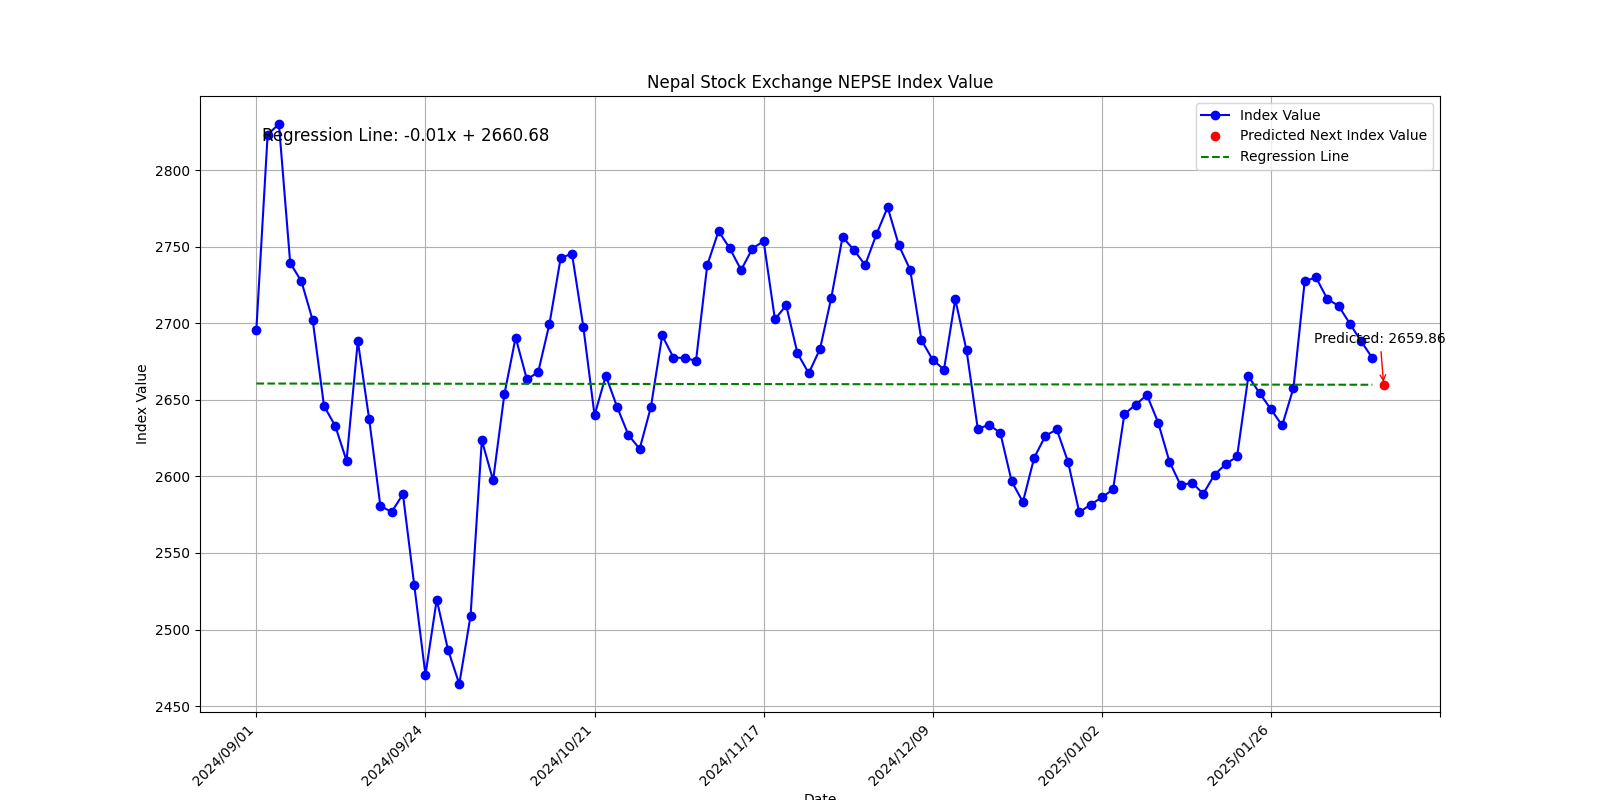 Nepal Stock Exchange NEPSE Index Value
Regression Line: -0.01x + 2660.68
Index Value
Predicted Next Index Value
Regression Line
Predicted: 2659.86
Index Value
2800
2750
2700
2650
2600
2550
2500
2450
2024/09/01
2024/09/24
2024/10/21
2024/11/17
2024/12/09
2025/01/02
2025/01/26
Date